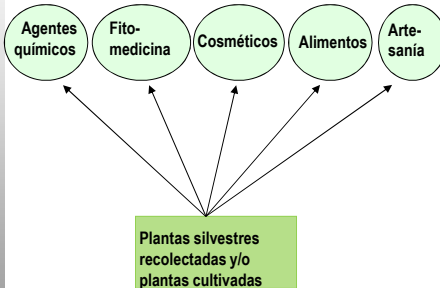 Agentes
químicos
Fito-
medicina
Cosméticos
Alimentos
Arte-
sanía
Plantas silvestres
recolectadas y/o
plantas cultivadas